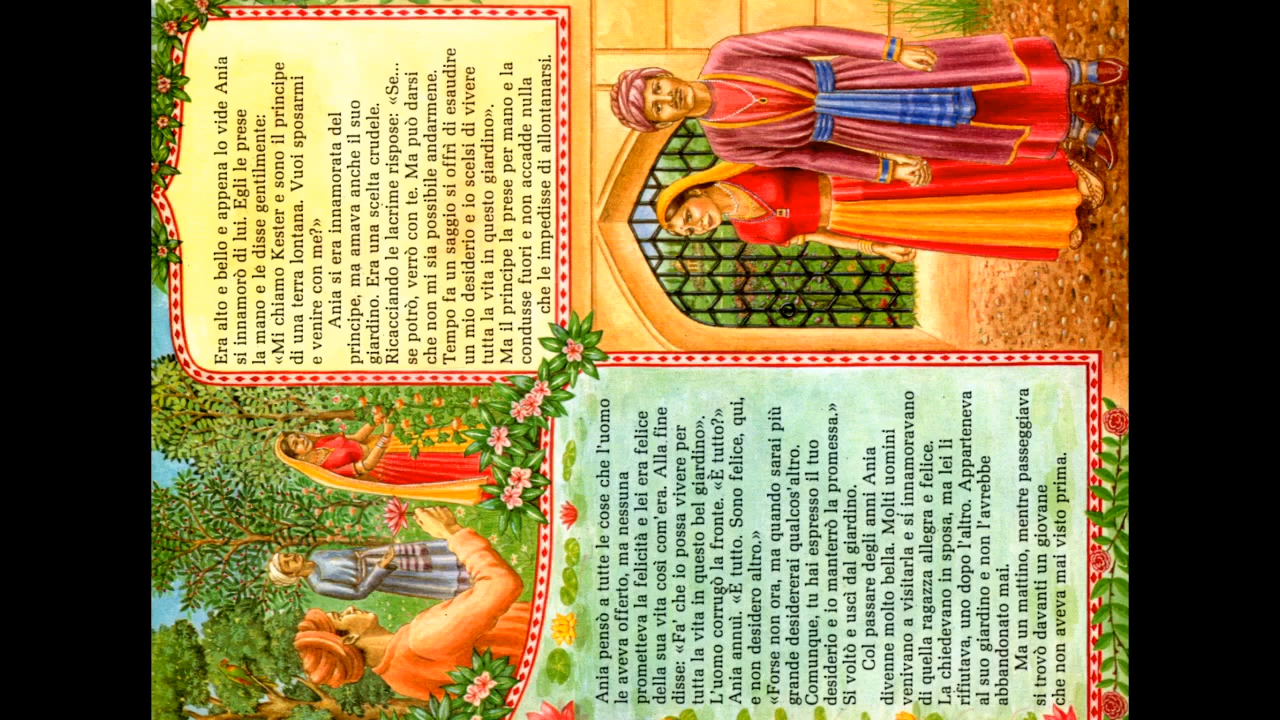 Ania pensò a tutte le cose che l'uomo
le aveva offerto, ma nessuna
prometteva la felicità e lei era felice
della sua vita così com'era. Alla fine
disse: «Fa' che io possa vivere per
tutta la vita in questo bel giardino».
L'uomo corrugò la fronte. «È tutto?»
Ania annuì. «È tutto. Sono felice, qui,
e non desidero altro.»
«Forse non ora, ma quando sarai più
grande desidererai qualcos'altro.
Comunque, tu hai espresso il tuo
desiderio e io manterrò la promessa.»
Si voltò e uscì dal giardino.
Col passare degli anni Ania
divenne molto bella. Molti uomini
venivano a visitarla e si innamoravano
di quella ragazza allegra e felice.
La chiedevano in sposa, ma lei li
rifiutava, uno dopo l'altro. Apparteneva
al suo giardino e non l'avrebbe
abbandonato mai.
Ma un mattino, mentre passeggiava
si trovò davanti un giovane
che non aveva mai visto prima.
Era alto e bello e appena lo vide Ania
si innamorò di lui. Egli le prese
la mano e le disse gentilmente:
«Mi chiamo Kester e sono il principe
di una terra lontana. Vuoi sposarmi
e venire con me?»
Ania si era innamorata del
principe, ma amava anche il suo
giardino. Era una scelta crudele.
Ricacciando le lacrime rispose: «Se...
se potrò, verrò con te. Ma può darsi
che non mi sia possibile andarmene.
Tempo fa un saggio si offrì di esaudire
un mio desiderio e io scelsi di vivere
tutta la vita in questo giardino».
Ma il principe la prese per mano e la
condusse fuori e non accadde nulla
che le impedisse di allontanarsi.